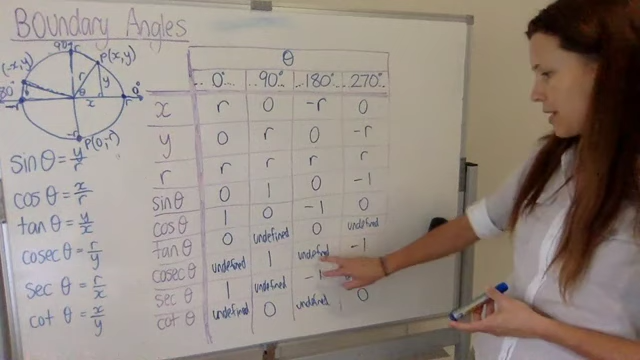 Boundary Angles
90° r
P(x,y)
(-x,y)
r
y
θ
x
180°
-r
r
0°
-r
P(0,-r)
sin θ = y/r
cos θ = x/r
tan θ = y/x
cosec θ = r/y
sec θ = r/x
cot θ = x/y
θ
0° 90° 180° 270°
x r 0 -r 0
y 0 r 0 -r
r r r r r
sin θ 0 1 0 -1
cos θ 1 0 -1 0
tan θ 0 undefined 0 undefined
cosec θ undefined 1 undefined -1
sec θ 1 undefined -1
cot θ undefined 0 undefined 0